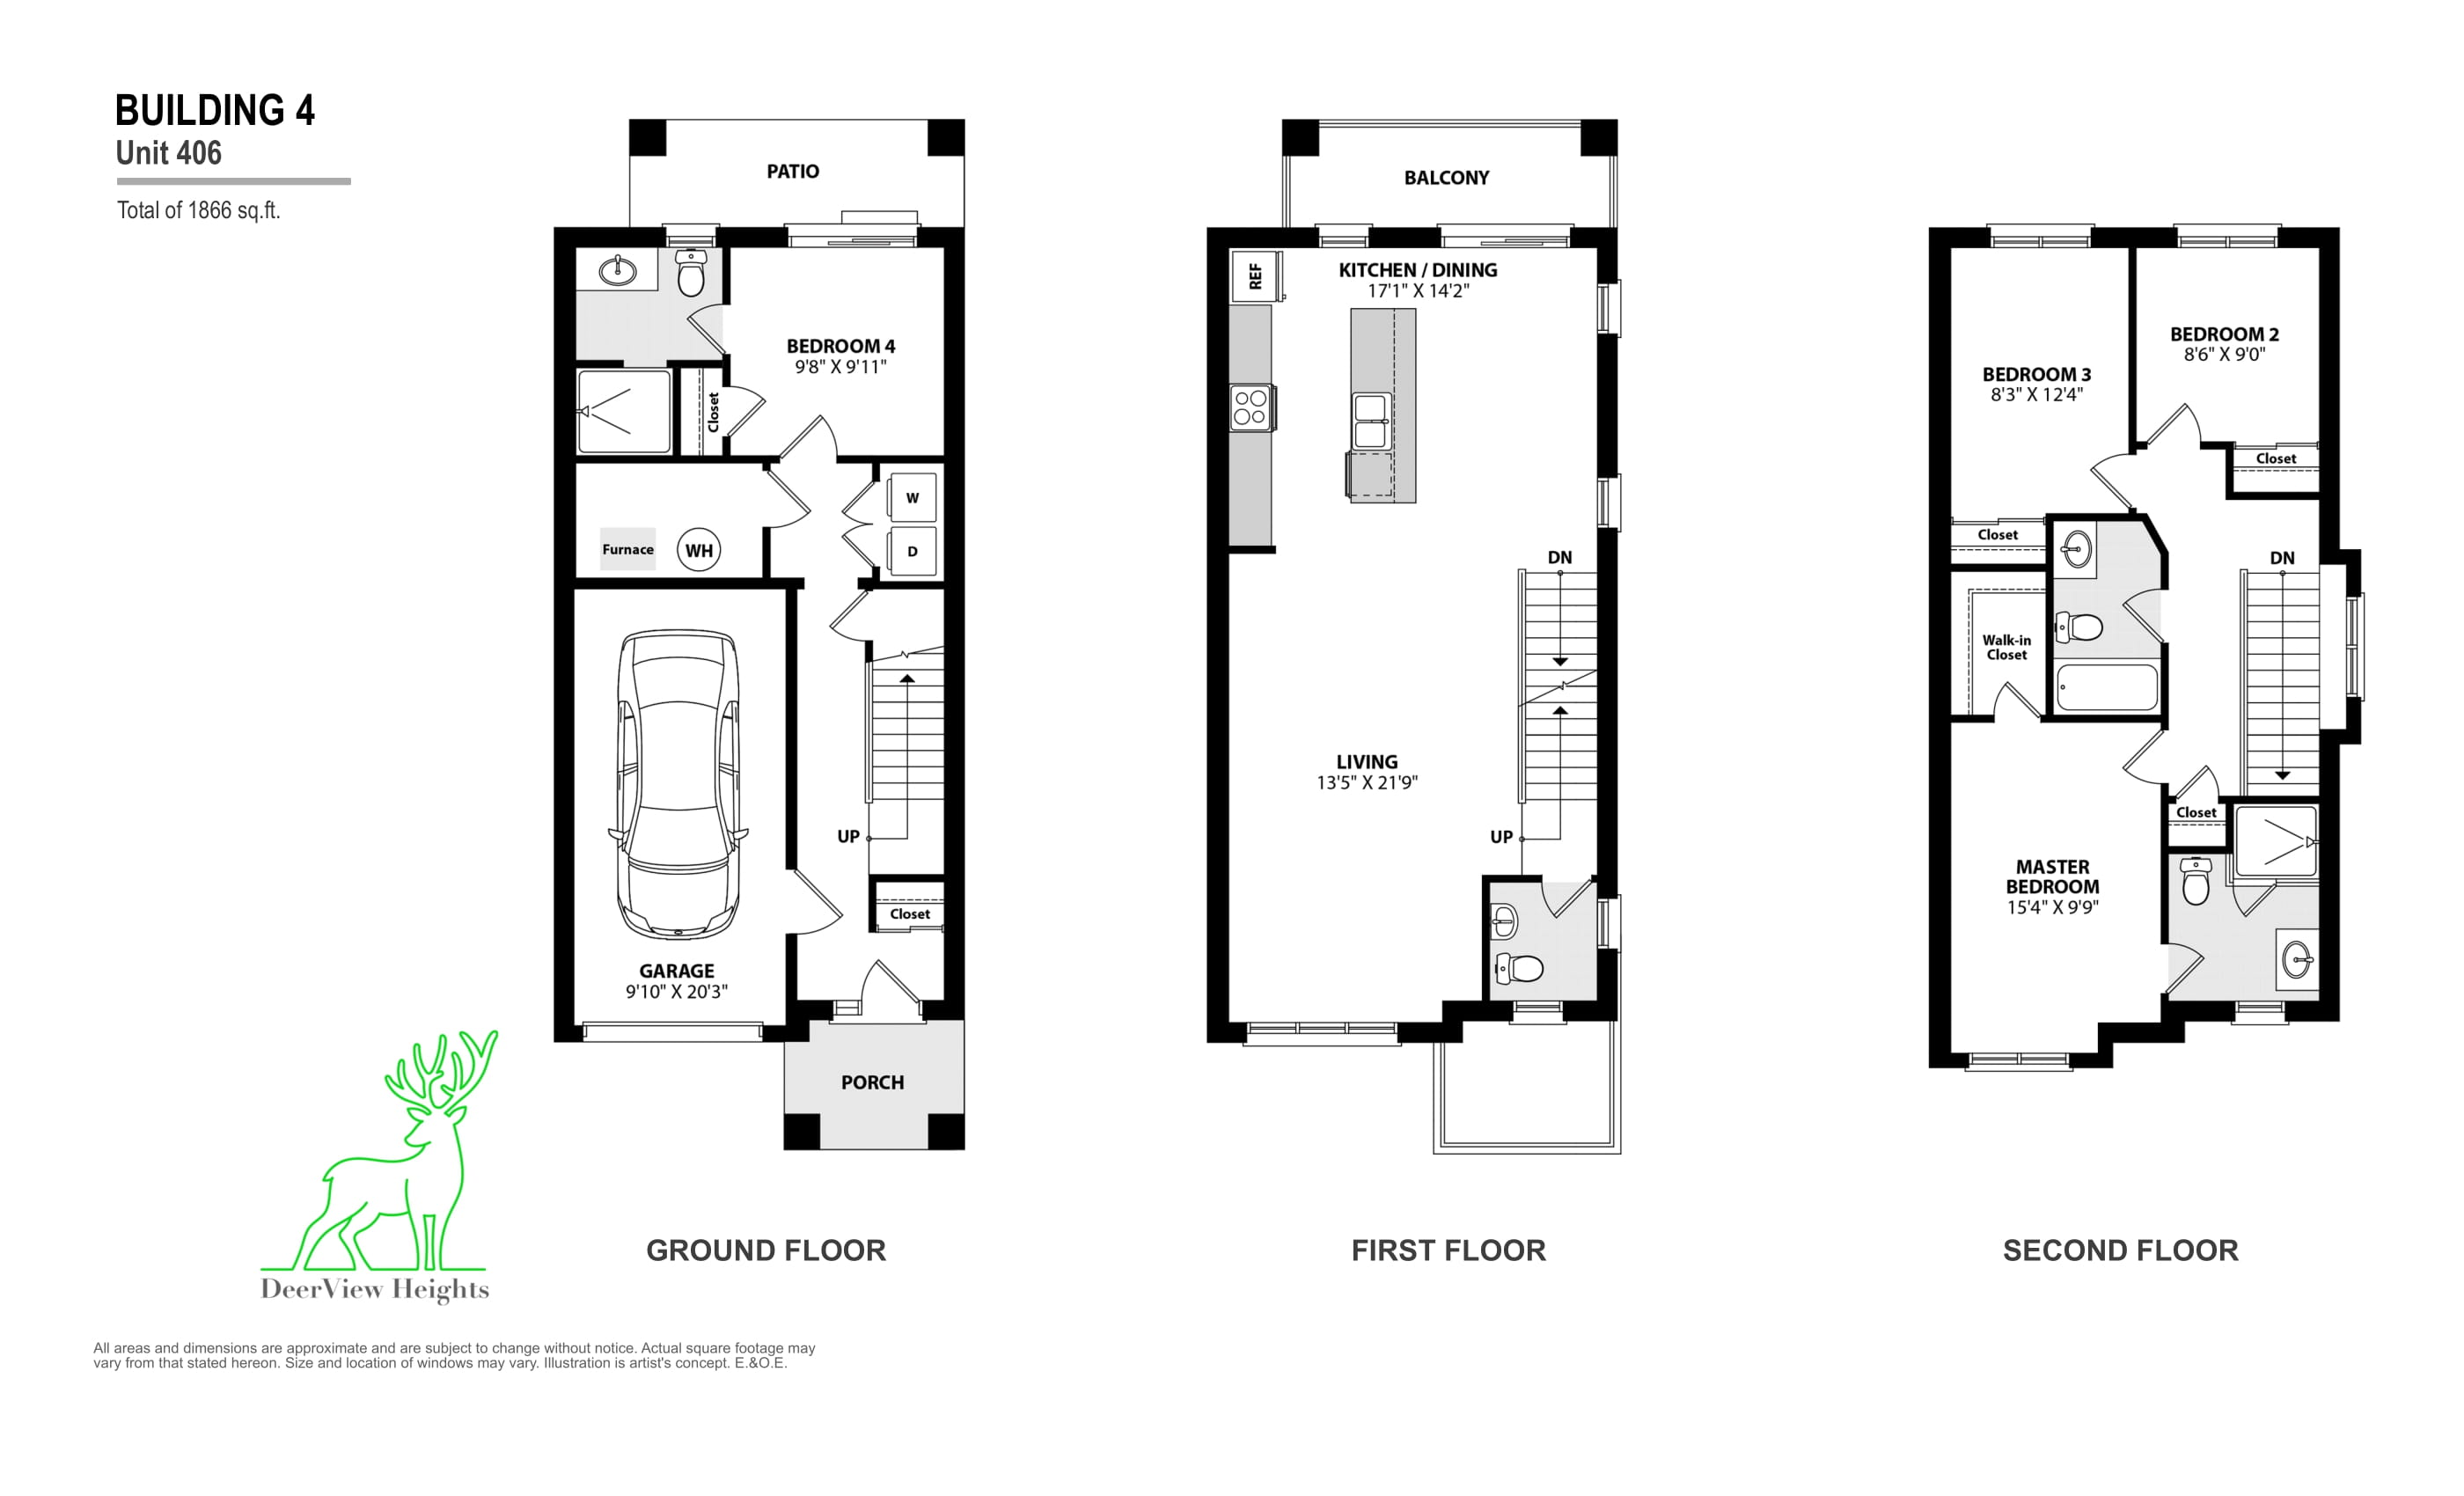 BUILDING 4
Unit 406
Total of 1866 sq.ft.
PATIO
BEDROOM 4
9'8" X 9'11"
Closet
W
D
Furnace
WH
UP
Closet
GARAGE
9'10" X 20'3"
PORCH
GROUND FLOOR
BALCONY
REF
KITCHEN / DINING
17'1" X 14'2"
DN
LIVING
13'5" X 21'9"
UP
FIRST FLOOR
BEDROOM 2
8'6" X 9'0"
BEDROOM 3
8'3" X 12'4"
Closet
Closet
DN
Walk-in
Closet
Closet
MASTER
BEDROOM
15'4" X 9'9"
SECOND FLOOR
DeerView Heights
All areas and dimensions are approximate and are subject to change without notice. Actual square footage may
vary from that stated hereon. Size and location of windows may vary. Illustration is artist's concept. E.&O.E.